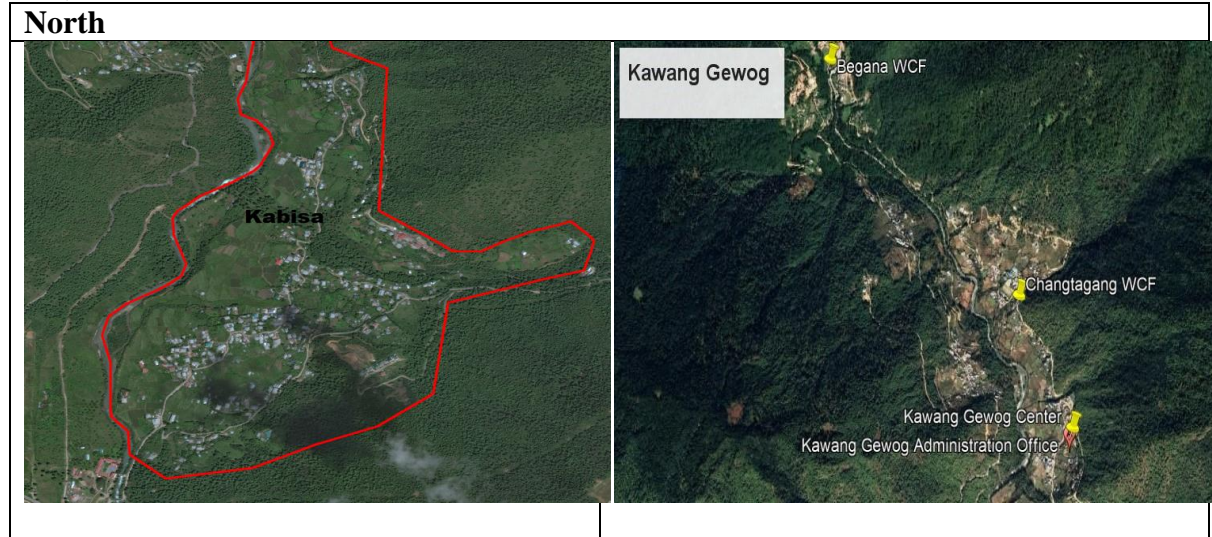 North
Kabisa
Kawang Gewog
Begana WCF
Changtagang WCF
Kawang Gewog Center
Kawang Gewog Administration Office